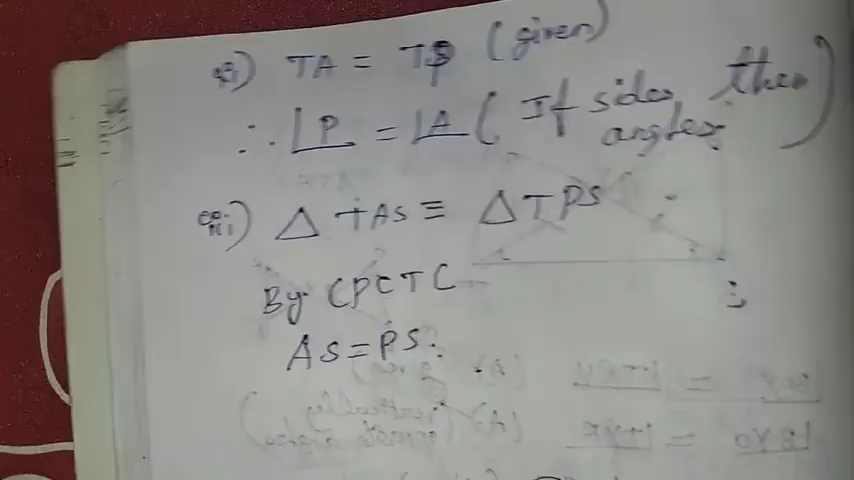 ii) TA = TP (given)
∴ ∠P = ∠A (If sides then angles)
iii) Δ TAS ≅ Δ TPS
By CPCTC
AS = PS.